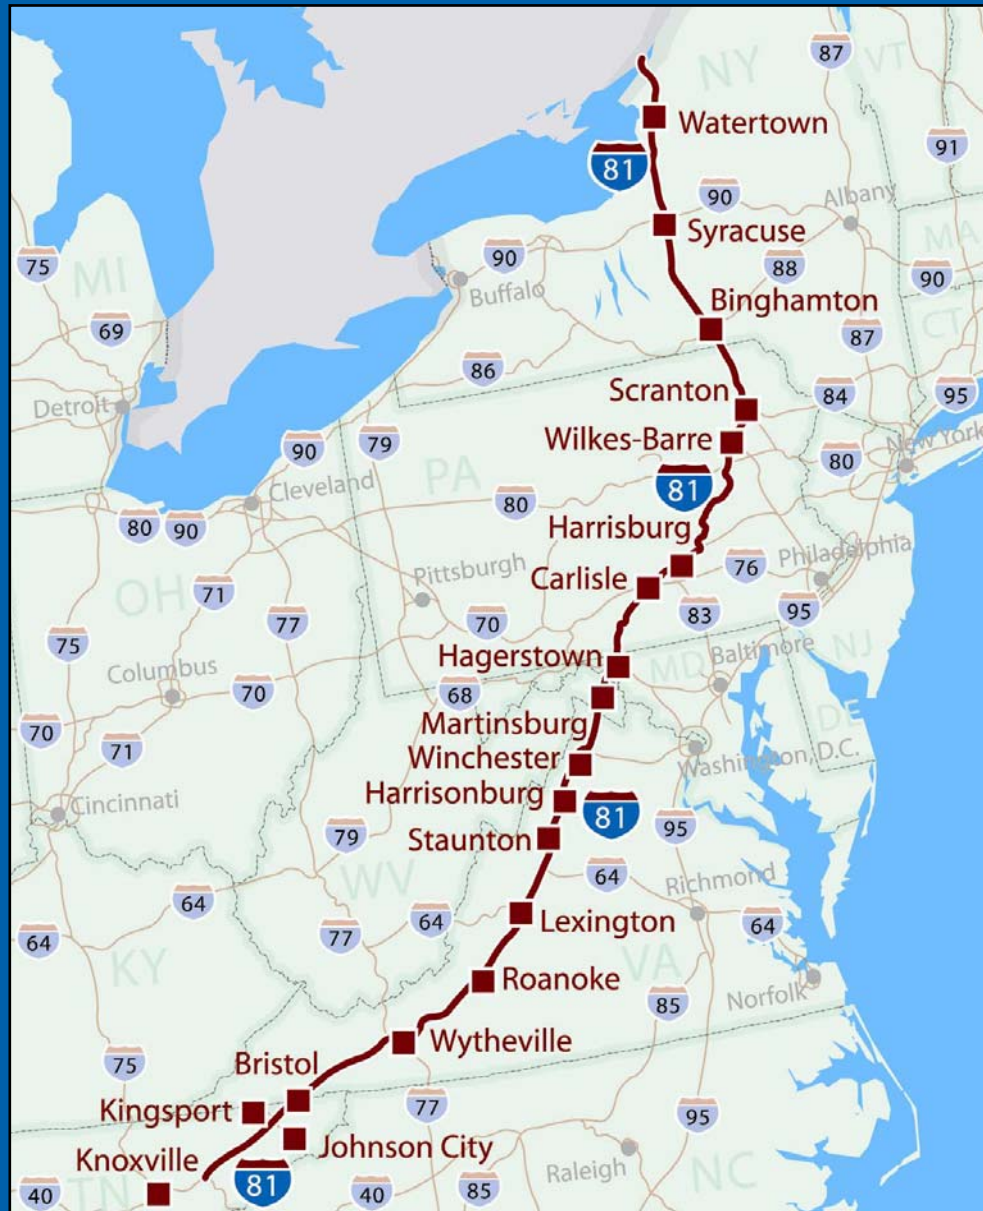 NY
87
VT
Watertown
91
81
90
Albany
Syracuse
MA
75
MI
90
88
90
Buffalo
Binghamton
CT
69
87
86
Scranton
84
95
Detroit
79
Wilkes-Barre
New York
90
PA
81
80
Cleveland
80
80
90
Harrisburg
Philadelphia
76
Pittsburgh
Carlisle
OH
71
83
95
75
77
70
Baltimore
NJ
Hagerstown
MD
Columbus
70
68
DE
70
71
Martinsburg
Washington, D.C.
Winchester
Cincinnati
Harrisonburg
81
79
Staunton
95
WV
64
Richmond
64
64
Lexington
64
64
77
KY
VA
Roanoke
Norfolk
85
Wytheville
75
Bristol
77
Kingsport
95
Johnson City
Knoxville
Raleigh
NC
TN
40
81
40
85